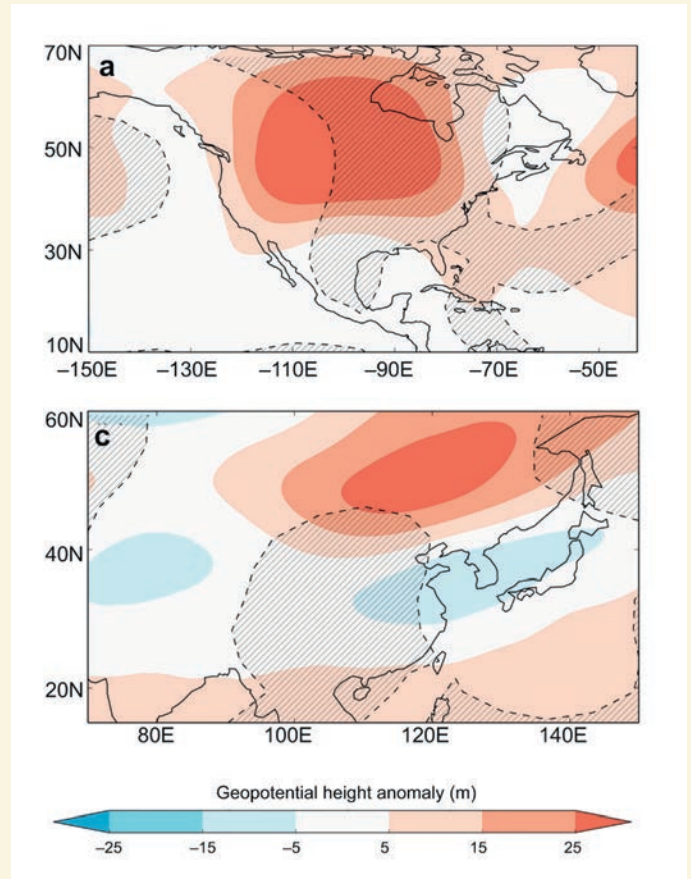 70N
a
50N
30N
10N
–150E –130E –110E –90E –70E –50E
60N
c
40N
20N
80E 100E 120E 140E
Geopotential height anomaly (m)
–25 –15 –5 5 15 25